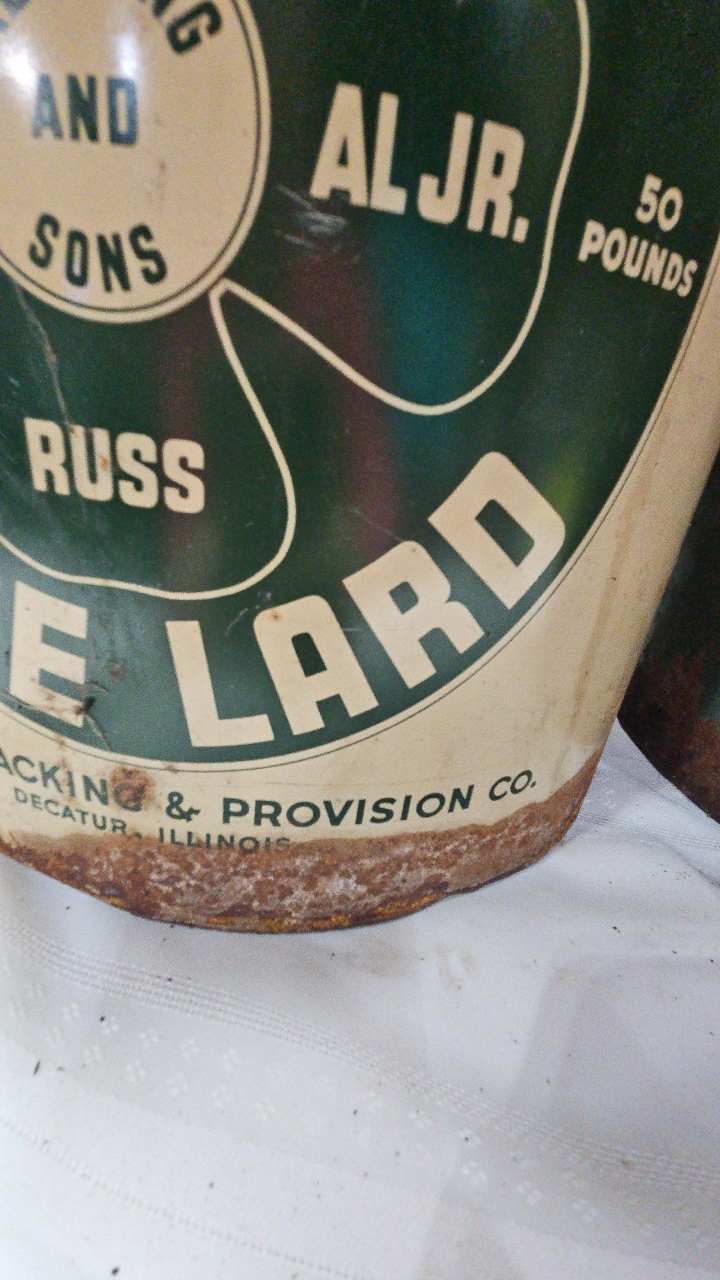 AND
SONS
AL JR.
50
POUNDS
RUSS
LARD
& PROVISION CO.
DECATUR, ILLINOIS